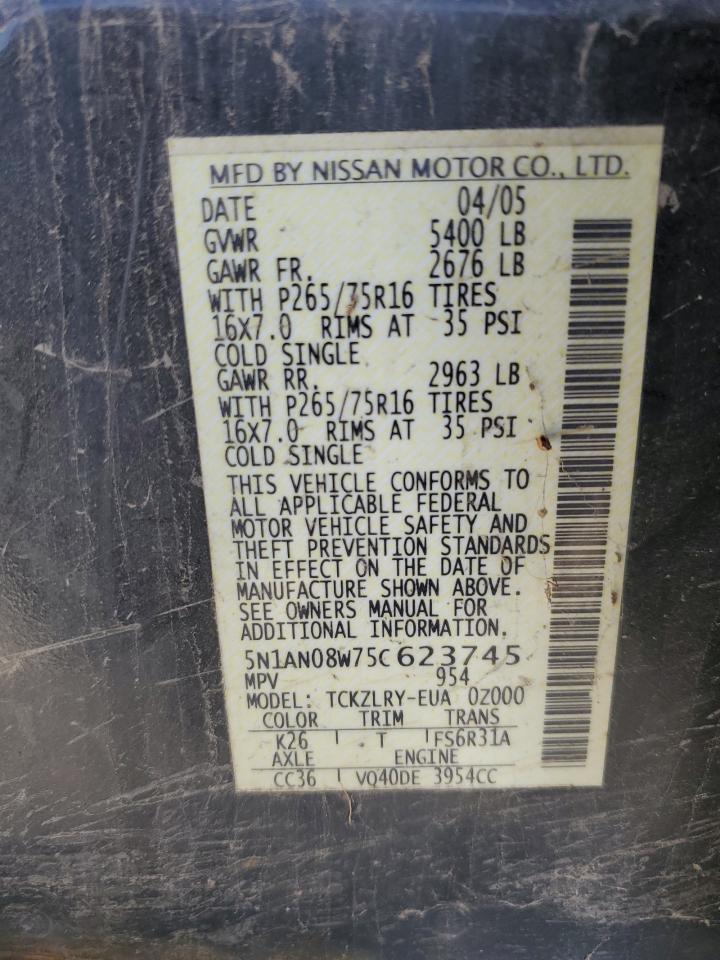 MFD BY NISSAN MOTOR CO., LTD.
DATE 04/05
GVWR 5400 LB
GAWR FR. 2676 LB
WITH P265/75R16 TIRES
16X7.0 RIMS AT 35 PSI
COLD SINGLE
GAWR RR. 2963 LB
WITH P265/75R16 TIRES
16X7.0 RIMS AT 35 PSI
COLD SINGLE
THIS VEHICLE CONFORMS TO
ALL APPLICABLE FEDERAL
MOTOR VEHICLE SAFETY AND
THEFT PREVENTION STANDARDS
IN EFFECT ON THE DATE OF
MANUFACTURE SHOWN ABOVE.
SEE OWNERS MANUAL FOR
ADDITIONAL INFORMATION.
5N1AN08W75C623745
MPV 954
MODEL: TCKZLRY-EUA 0Z000
COLOR TRIM TRANS
K26 T FS6R31A
AXLE ENGINE
CC36 VQ40DE 3954CC